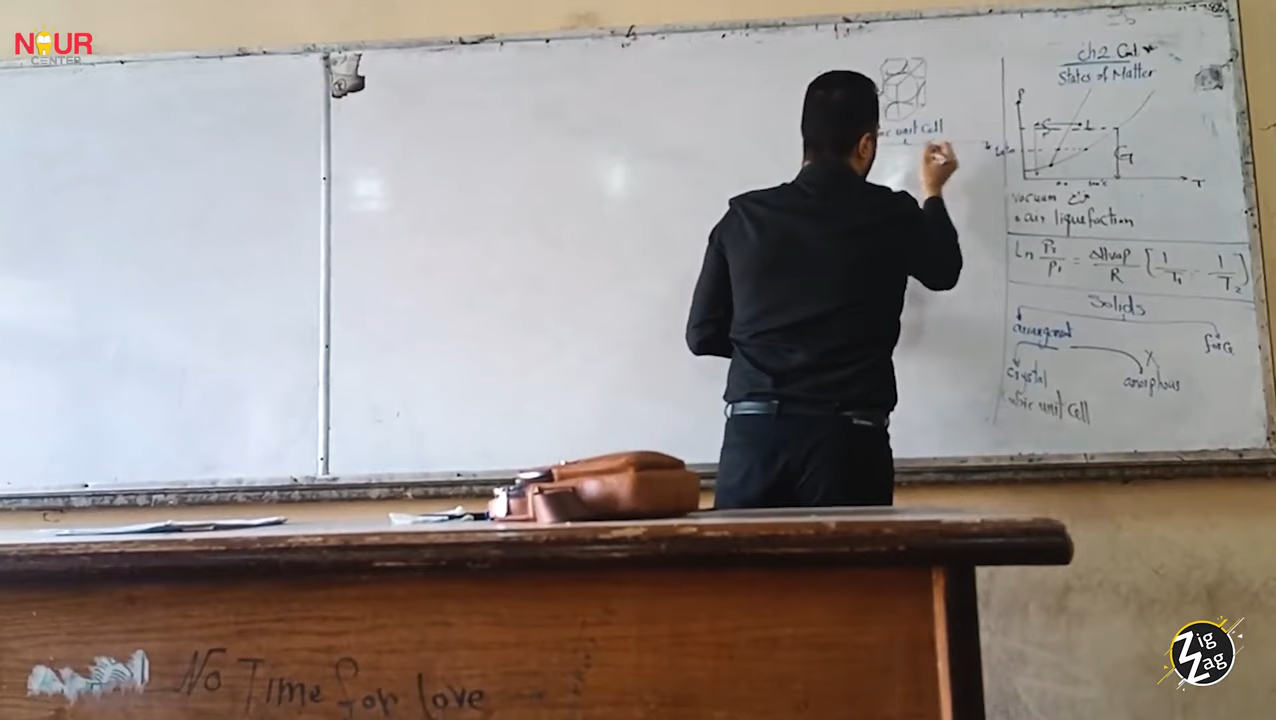 NOUR
CENTER
unit Cell
ch2 Cont
States of Matter
P
S
L
G
T
vacuum
air liquefaction
Ln P2/P1 = ΔHvap/R [1/T1 - 1/T2]
Solids
arrangement
X
crystal
amorphous
unit Cell
No Time for love
Zig
Zag